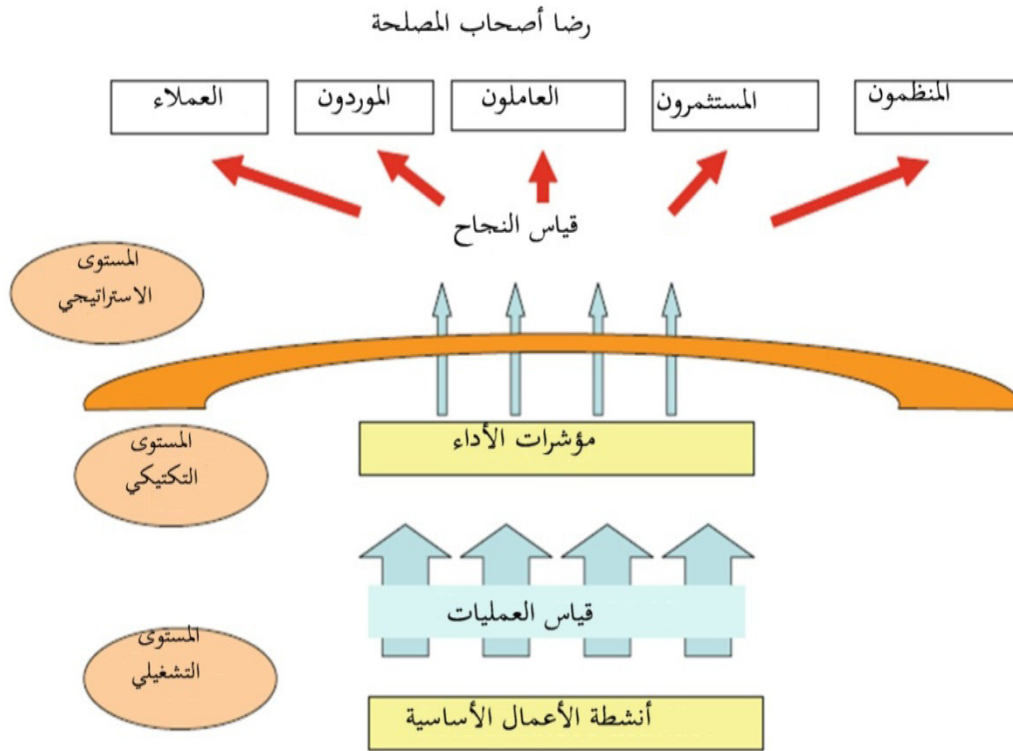 رضا أصحاب المصلحة
المنظمون
المستثمرون
العاملون
الموردون
العملاء
قياس النجاح
المستوى
الاستراتيجي
مؤشرات الأداء
المستوى
التكتيكي
قياس العمليات
المستوى
التشغيلي
أنشطة الأعمال الأساسية